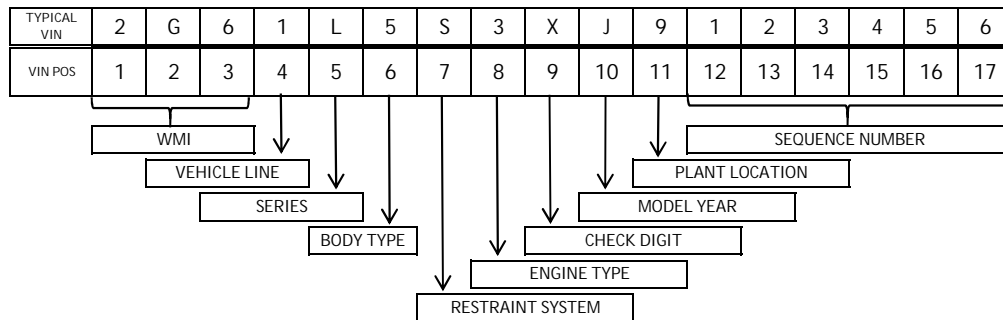 TYPICAL VIN 2 G 6 1 L 5 S 3 X J 9 1 2 3 4 5 6
VIN POS 1 2 3 4 5 6 7 8 9 10 11 12 13 14 15 16 17
WMI SEQUENCE NUMBER
VEHICLE LINE PLANT LOCATION
SERIES MODEL YEAR
BODY TYPE CHECK DIGIT
ENGINE TYPE
RESTRAINT SYSTEM